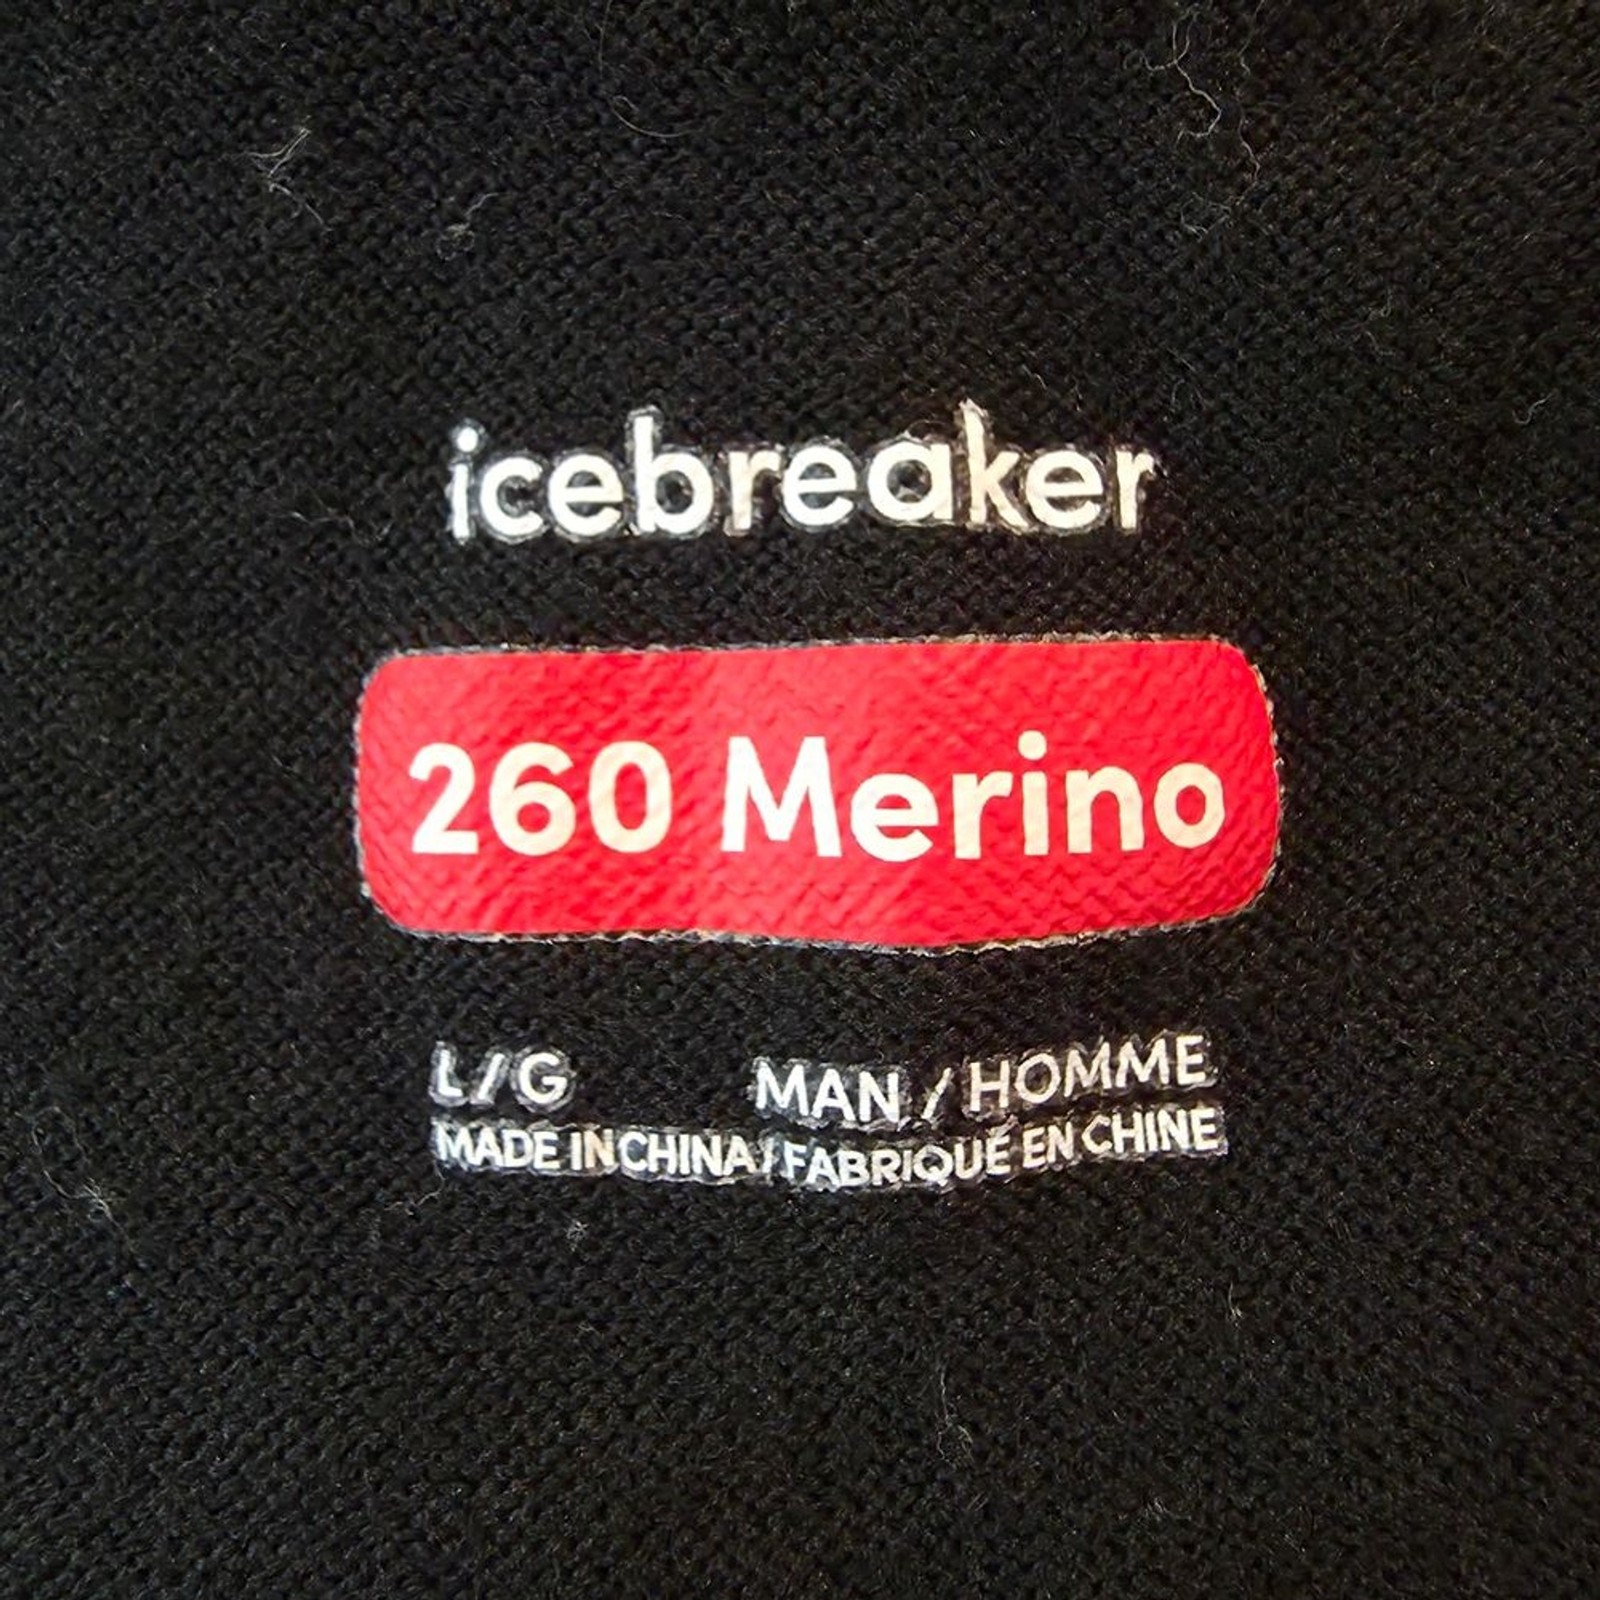 icebreaker
260 Merino
L / G MAN / HOMME
MADE IN CHINA / FABRIQUÉ EN CHINE